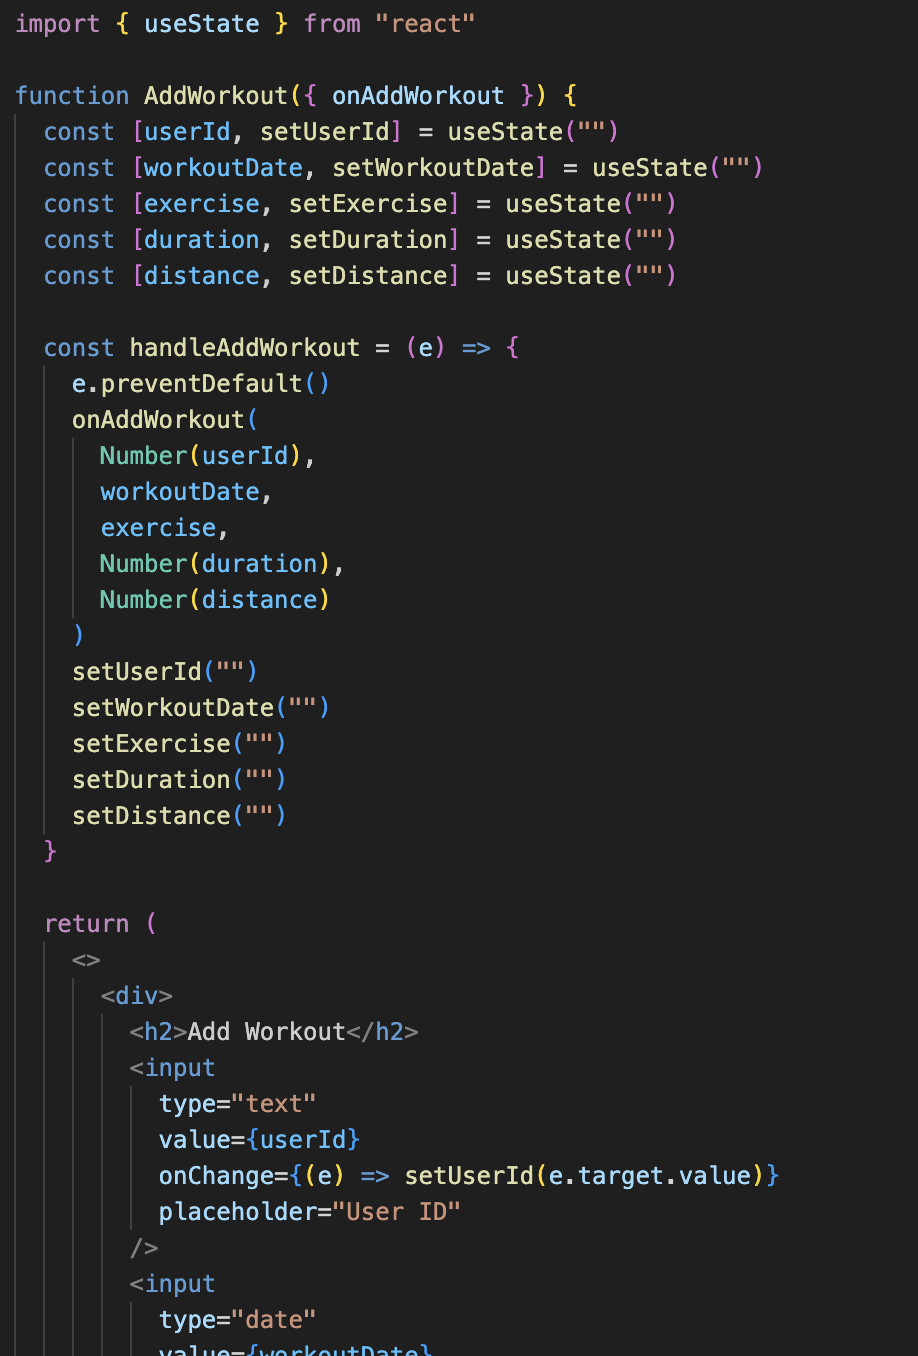 import { useState } from "react"
function AddWorkout({ onAddWorkout }) {
const [userId, setUserId] = useState("")
const [workoutDate, setWorkoutDate] = useState("")
const [exercise, setExercise] = useState("")
const [duration, setDuration] = useState("")
const [distance, setDistance] = useState("")
const handleAddWorkout = (e) => {
e.preventDefault()
onAddWorkout(
Number(userId),
workoutDate,
exercise,
Number(duration),
Number(distance)
)
setUserId("")
setWorkoutDate("")
setExercise("")
setDuration("")
setDistance("")
}
return (
<>
<div>
<h2>Add Workout</h2>
<input
type="text"
value={userId}
onChange={(e) => setUserId(e.target.value)}
placeholder="User ID"
/>
<input
type="date"
value={workoutDate}